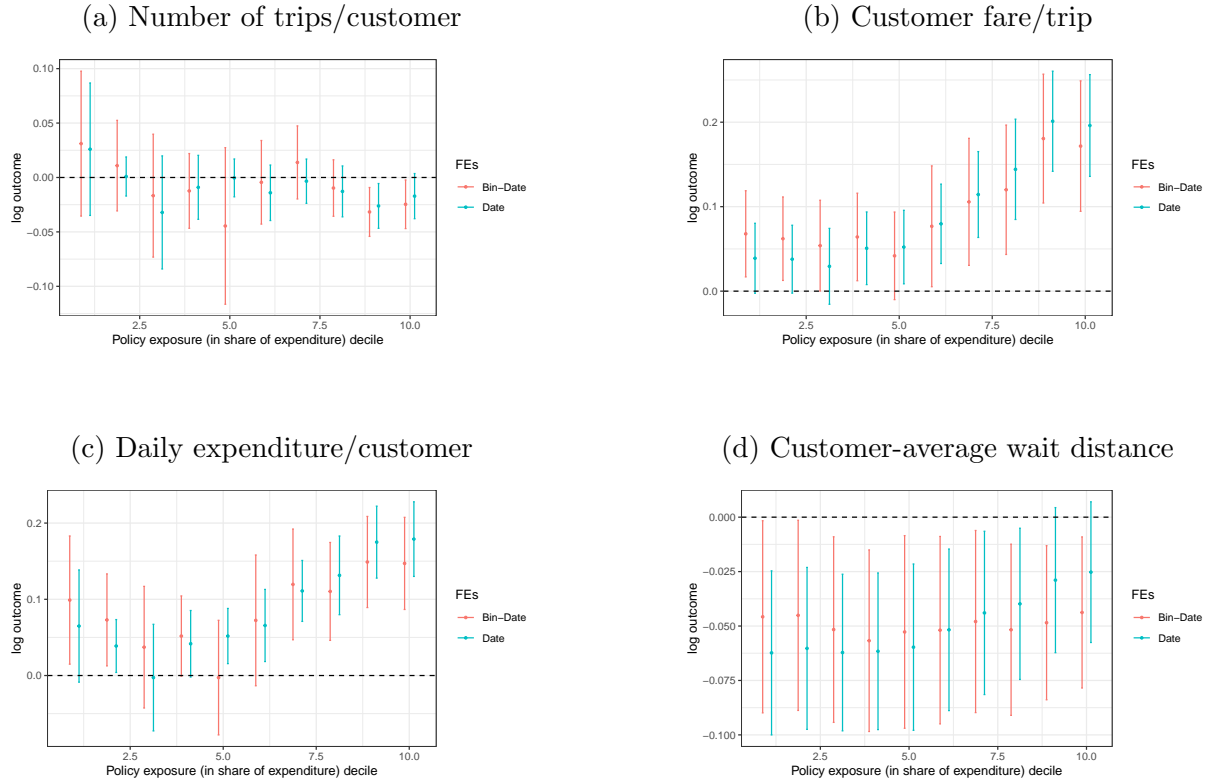 (a) Number of trips/customer
0.10
0.05
0.00
−0.05
−0.10
log outcome
2.5 5.0 7.5 10.0
Policy exposure (in share of expenditure) decile
FEs
Bin−Date
Date
(b) Customer fare/trip
0.2
0.1
0.0
log outcome
2.5 5.0 7.5 10.0
Policy exposure (in share of expenditure) decile
FEs
Bin−Date
Date
(c) Daily expenditure/customer
0.2
0.1
0.0
log outcome
2.5 5.0 7.5 10.0
Policy exposure (in share of expenditure) decile
FEs
Bin−Date
Date
(d) Customer-average wait distance
0.000
−0.025
−0.050
−0.075
−0.100
log outcome
2.5 5.0 7.5 10.0
Policy exposure (in share of expenditure) decile
FEs
Bin−Date
Date